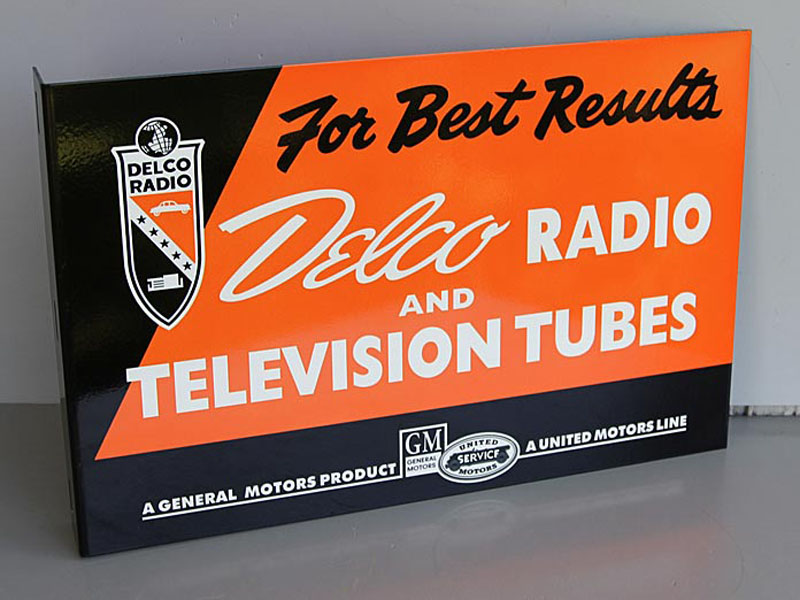 For Best Results
DELCO
RADIO
Delco RADIO
AND
TELEVISION TUBES
A GENERAL MOTORS PRODUCT
GM
GENERAL
MOTORS
UNITED
SERVICE
MOTORS
A UNITED MOTORS LINE